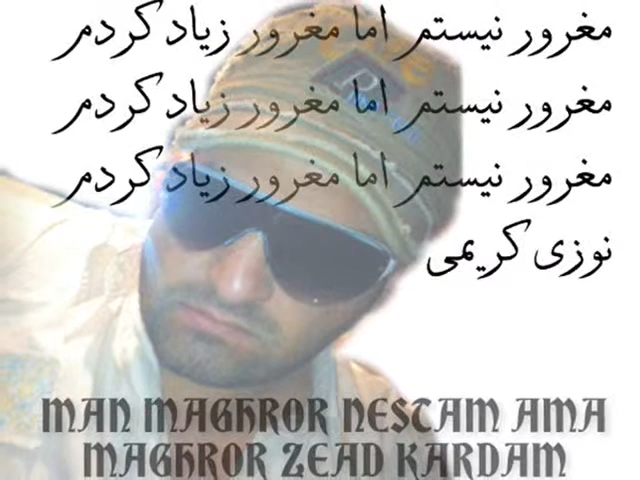 مغرور نیستم اما مغرور زیاد کردم
مغرور نیستم اما مغرور زیاد کردم
مغرور نیستم اما مغرور زیاد کردم
نوزی کریمی
MAN MAGHROR NESTAM AMA
MAGHROR ZEAD KARDAM